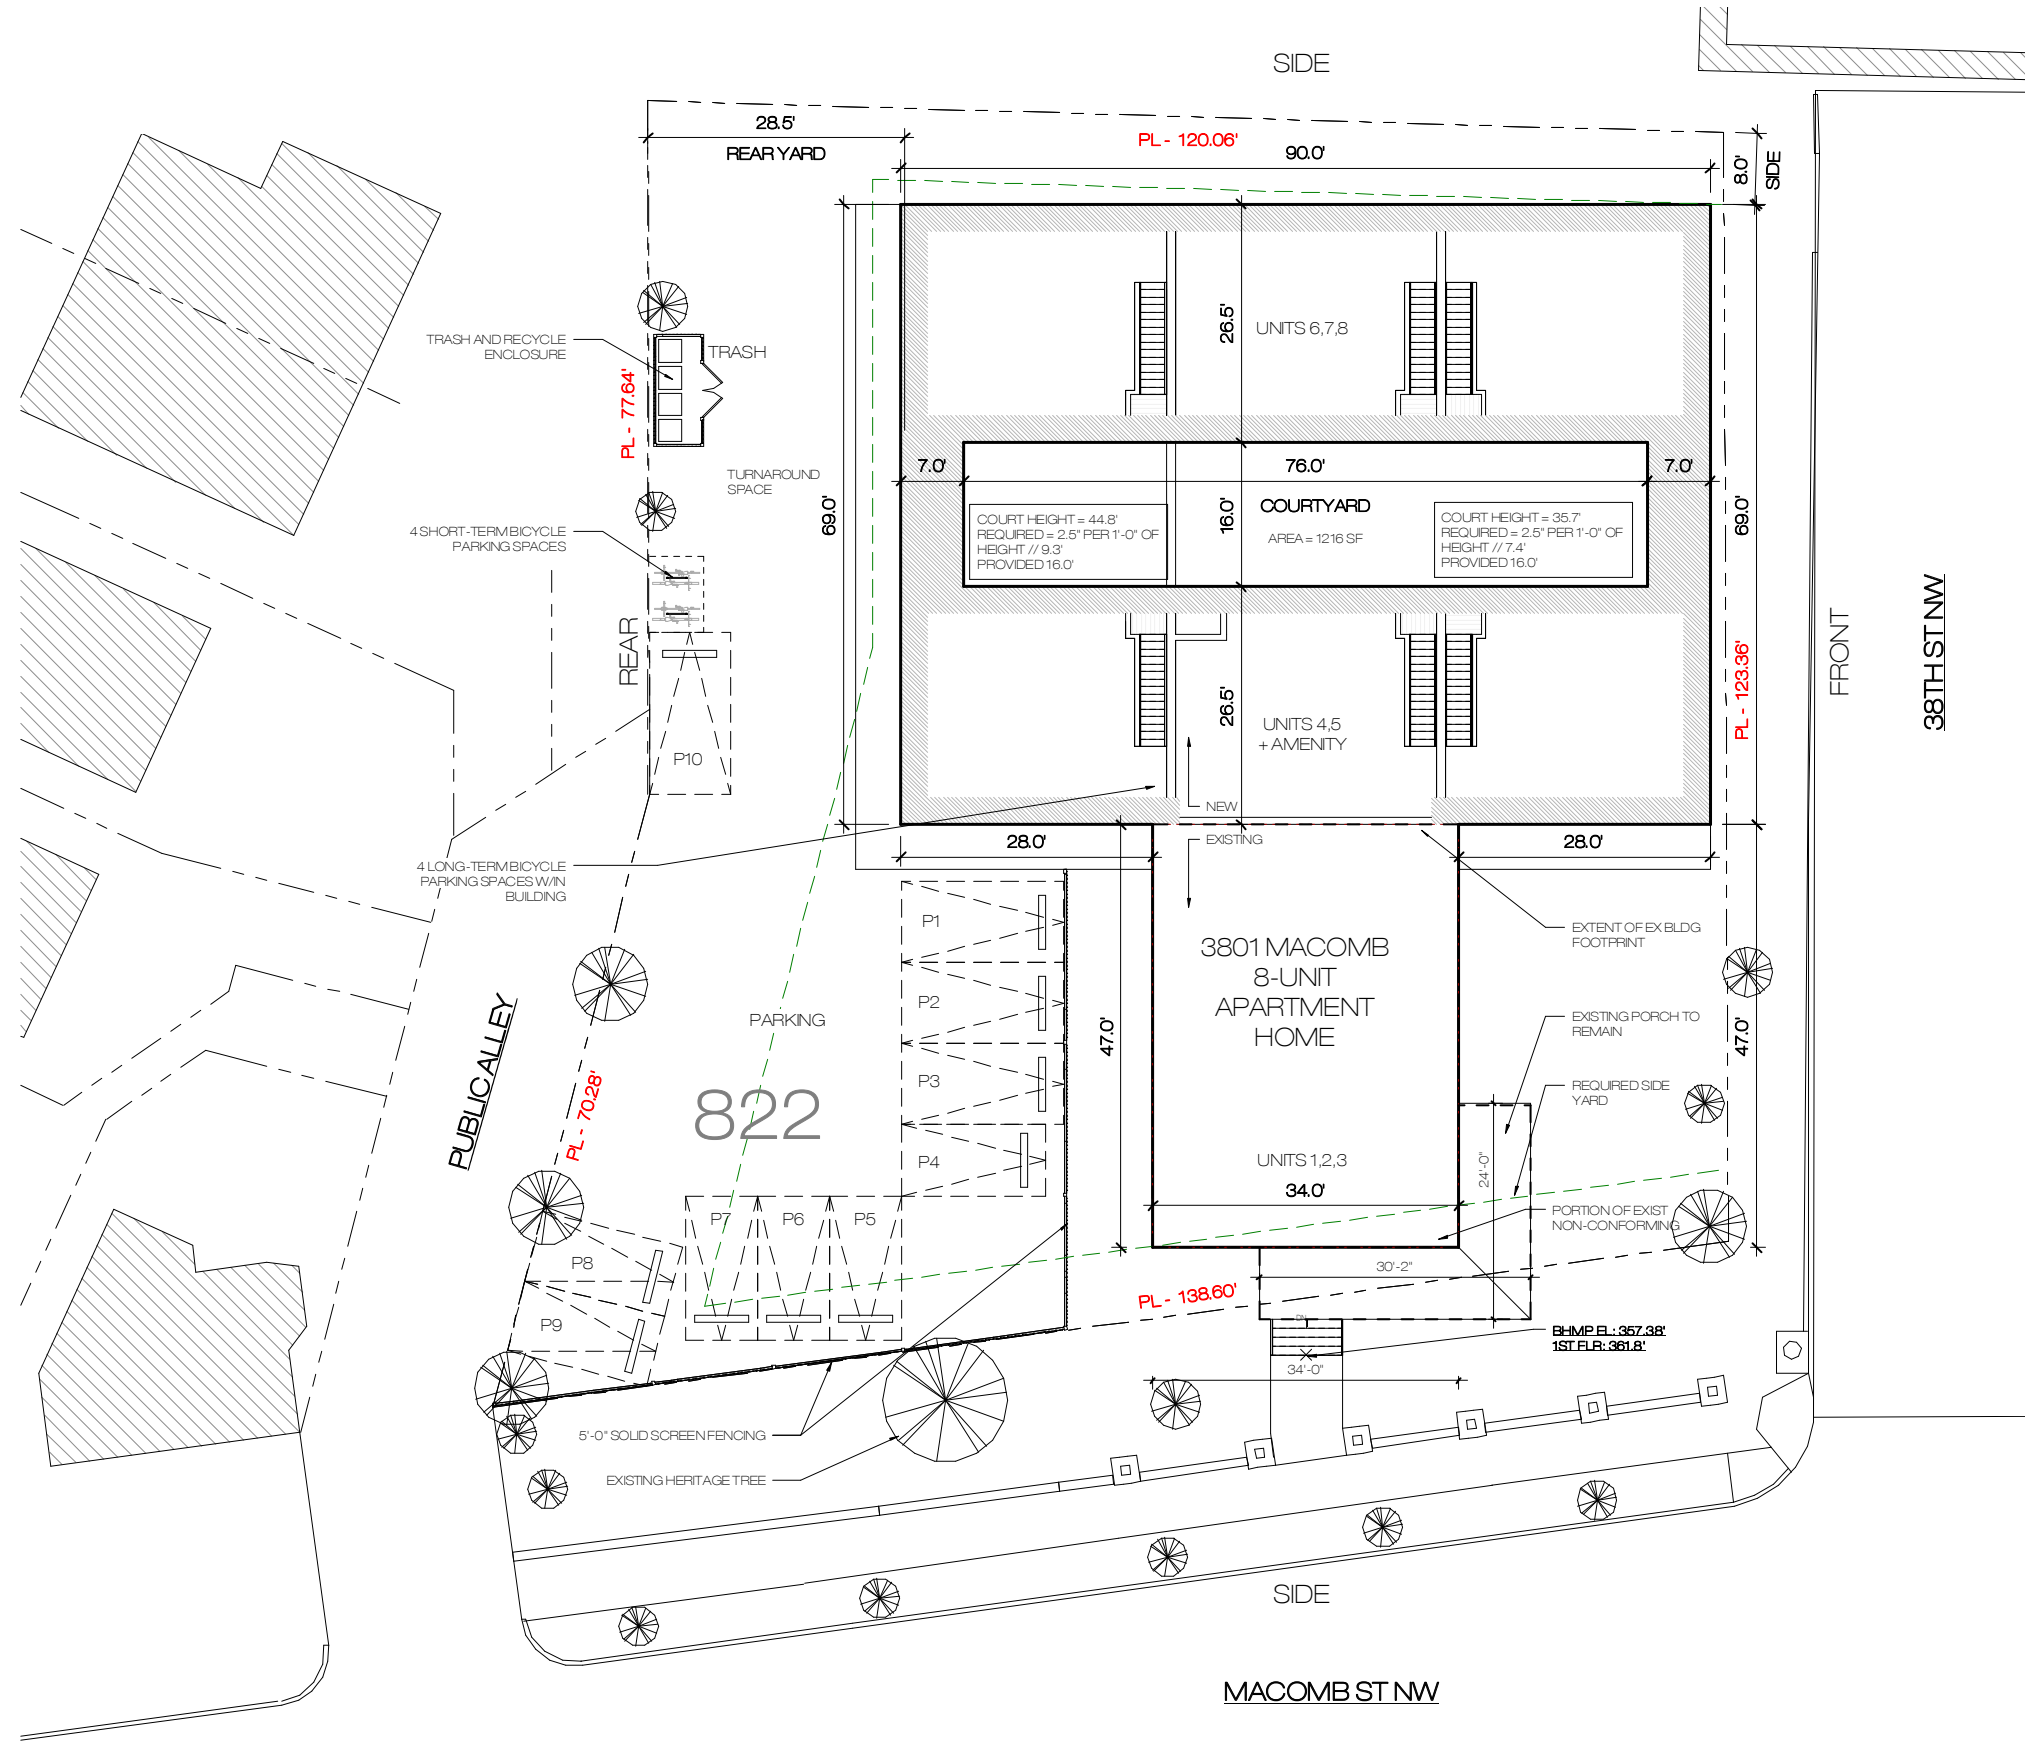 SIDE
28.5'
REAR YARD
PL - 120.06'
90.0'
8.0'
SIDE
TRASH AND RECYCLE
ENCLOSURE
TRASH
PL - 77.64'
26.5'
UNITS 6,7,8
TURNAROUND
SPACE
4 SHORT-TERM BICYCLE
PARKING SPACES
69.0'
7.0'
76.0'
7.0'
COURT HEIGHT = 44.8'
REQUIRED = 2.5" PER 1'-0" OF
HEIGHT // 9.3'
PROVIDED 16.0'
16.0'
COURTYARD
AREA = 1216 SF
COURT HEIGHT = 35.7'
REQUIRED = 2.5" PER 1'-0" OF
HEIGHT // 7.4'
PROVIDED 16.0'
69.0'
REAR
P10
26.5'
UNITS 4,5
+ AMENITY
PL - 123.36'
FRONT
38TH ST NW
NEW
EXISTING
28.0'
28.0'
4 LONG-TERM BICYCLE
PARKING SPACES W/IN
BUILDING
P1
P2
P3
P4
PARKING
822
PUBLIC ALLEY
PL - 70.28'
47.0'
3801 MACOMB
8-UNIT
APARTMENT
HOME
EXTENT OF EX BLDG
FOOTPRINT
EXISTING PORCH TO
REMAIN
47.0'
REQUIRED SIDE
YARD
24'-0"
UNITS 1,2,3
34.0'
PORTION OF EXIST
NON-CONFORMING
P7
P6
P5
P8
P9
PL - 138.60'
30'-2"
DN
BHMP EL: 357.38'
1ST FLR: 361.8'
34'-0"
5'-0" SOLID SCREEN FENCING
EXISTING HERITAGE TREE
SIDE
MACOMB ST NW